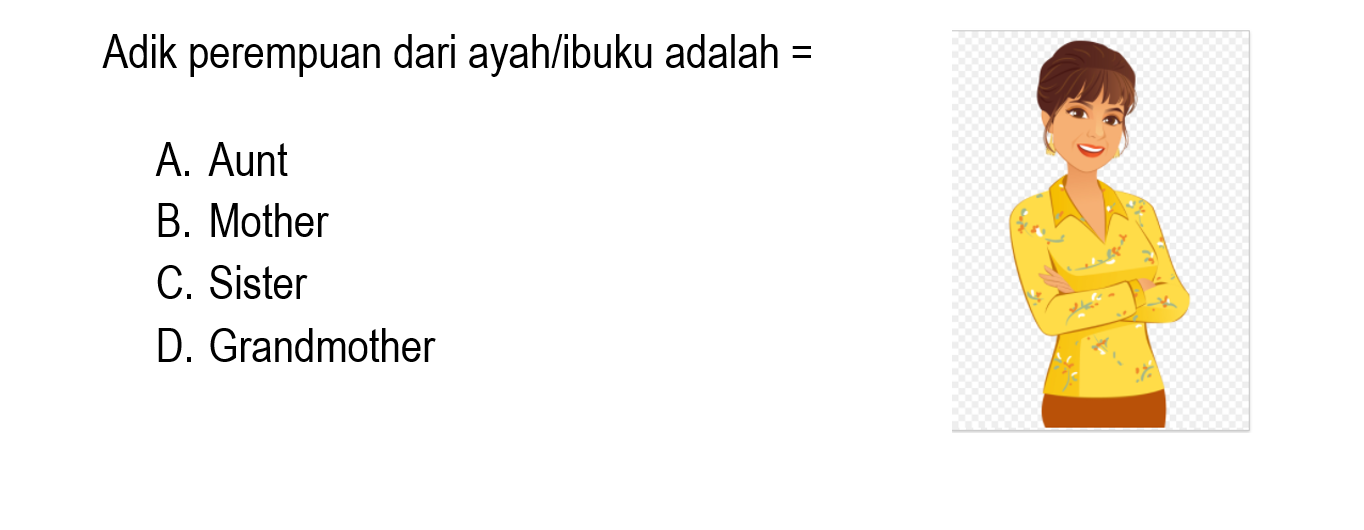 Adik perempuan dari ayah/ibuku adalah =
A. Aunt
B. Mother
C. Sister
D. Grandmother